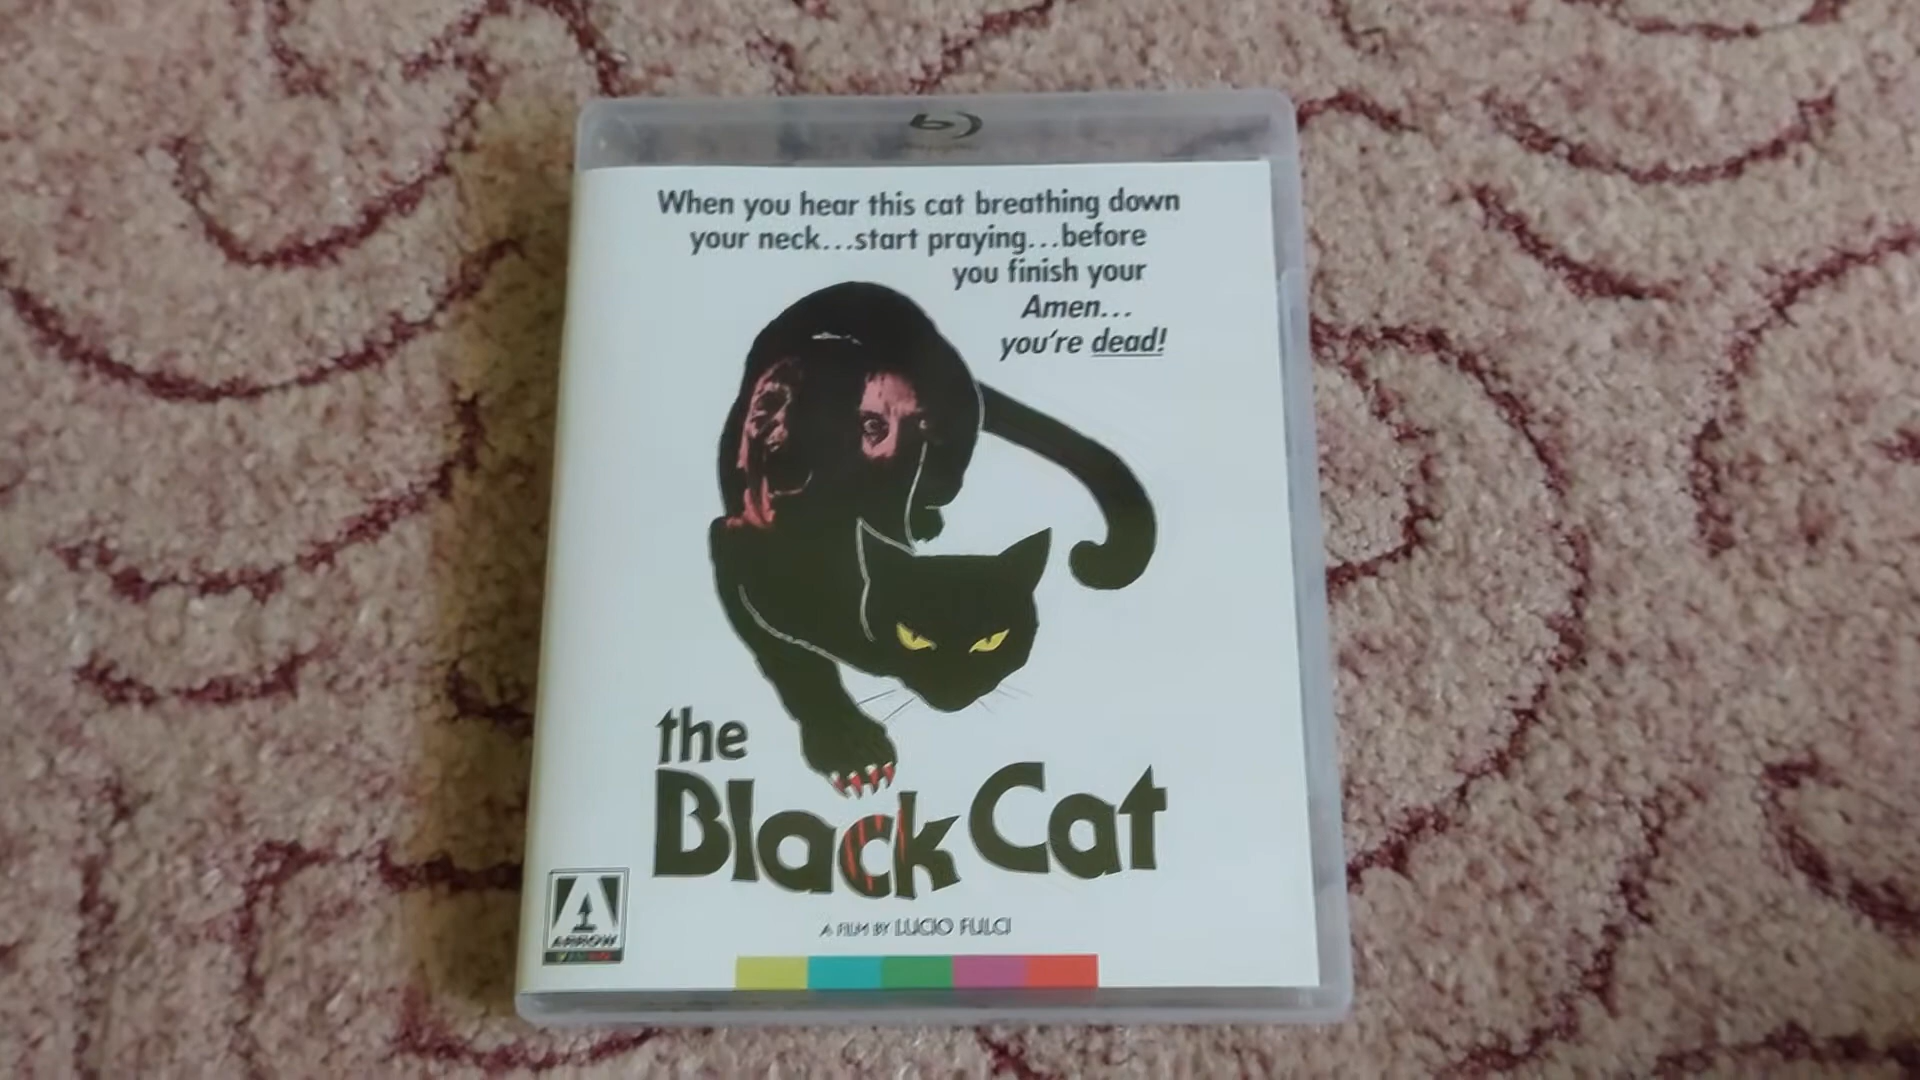 When you hear this cat breathing down
your neck...start praying...before
you finish your
Amen...
you're dead!
the
Black Cat
A FILM BY LUCIO FULCI
ARROW